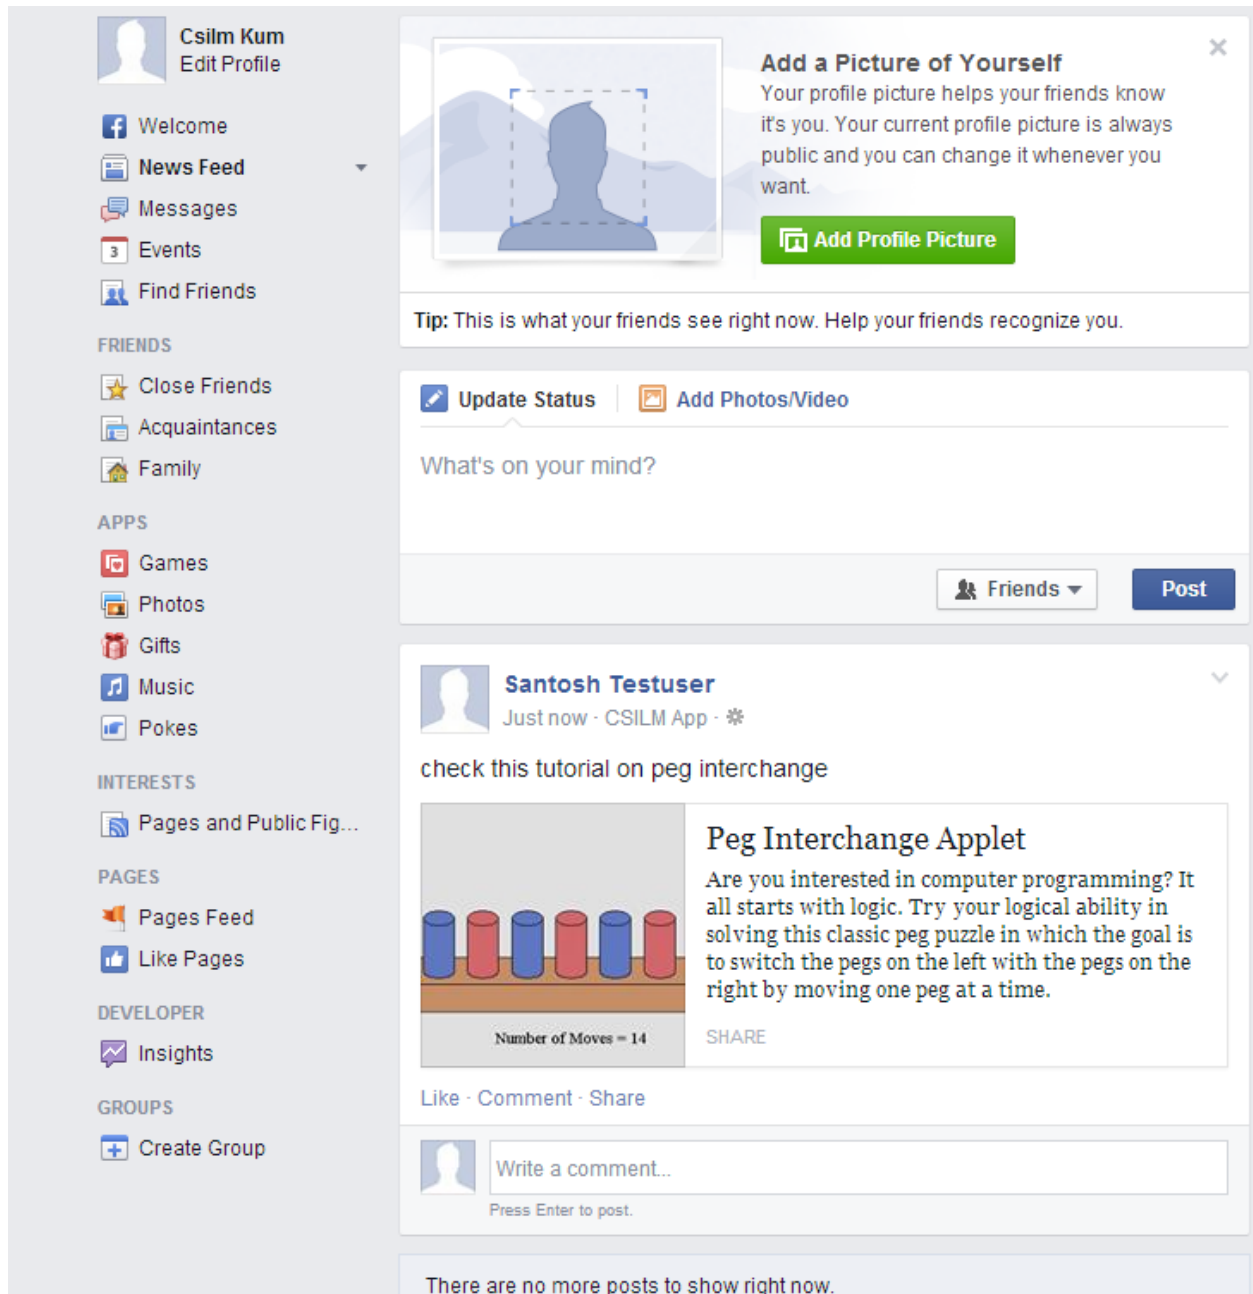 Csilm Kum
Edit Profile
Welcome
News Feed
Messages
3
Events
Find Friends
FRIENDS
Close Friends
Acquaintances
Family
APPS
Games
Photos
Gifts
Music
Pokes
INTERESTS
Pages and Public Fig...
PAGES
Pages Feed
Like Pages
DEVELOPER
Insights
GROUPS
Create Group
Add a Picture of Yourself
Your profile picture helps your friends know
it's you. Your current profile picture is always
public and you can change it whenever you
want.
Add Profile Picture
Tip: This is what your friends see right now. Help your friends recognize you.
Update Status
Add Photos/Video
What's on your mind?
Friends
Post
Santosh Testuser
Just now · CSILM App ·
check this tutorial on peg interchange
Number of Moves = 14
Peg Interchange Applet
Are you interested in computer programming? It
all starts with logic. Try your logical ability in
solving this classic peg puzzle in which the goal is
to switch the pegs on the left with the pegs on the
right by moving one peg at a time.
SHARE
Like · Comment · Share
Write a comment...
Press Enter to post.
There are no more posts to show right now.